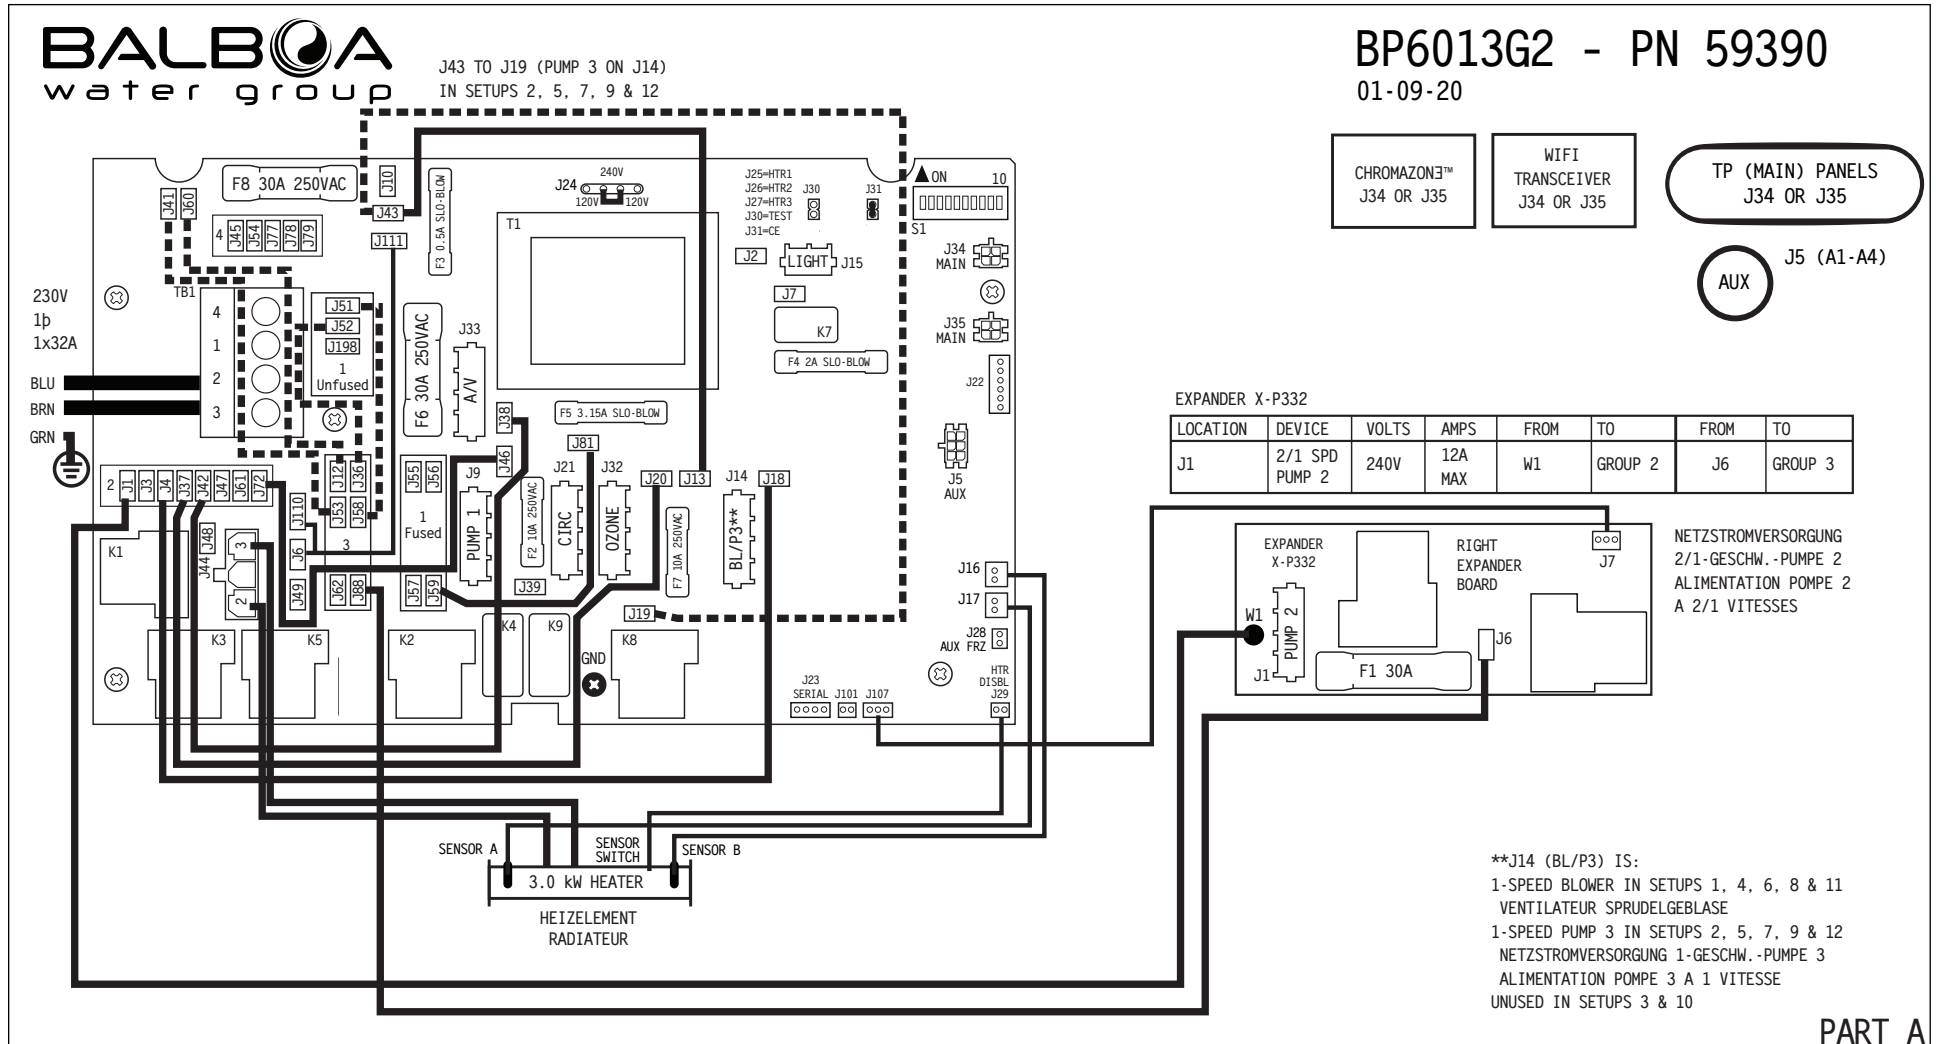 BALBOA
water group
J43 TO J19 (PUMP 3 ON J14)
IN SETUPS 2, 5, 7, 9 & 12
BP6013G2 - PN 59390
01-09-20
CHROMAZONƎ™
J34 OR J35
WIFI
TRANSCEIVER
J34 OR J35
TP (MAIN) PANELS
J34 OR J35
AUX
J5 (A1-A4)
F8 30A 250VAC
J41
J60
J10
J43
J111
F3 0.5A SLO-BLOW
4
J45
J54
J77
J78
J79
240V
J24
120V
120V
T1
J25=HTR1
J26=HTR2
J27=HTR3
J30=TEST
J31=CE
J30
J31
ON
10
S1
J2
LIGHT
J15
J34
MAIN
J7
K7
J35
MAIN
F4 2A SLO-BLOW
J22
J5
AUX
230V
1þ
1x32A
BLU
BRN
GRN
TB1
4
1
2
3
J51
J52
J198
1
Unfused
F6 30A 250VAC
J33
A/V
J38
J46
F5 3.15A SLO-BLOW
J81
2
J1
J3
J4
J37
J42
J47
J61
J72
J110
J12
J36
J53
J58
3
J62
J88
J55
J56
1
Fused
J57
J59
J9
PUMP 1
F2 10A 250VAC
J21
CIRC
J32
OZONE
J39
J20
J13
J14
J18
F7 10A 250VAC
BL/P3**
J19
K1
J48
J44
3
2
J6
J49
K3
K5
K2
K4
K9
K8
GND
J16
J17
J28
AUX FRZ
HTR
DISBL
J29
J23
SERIAL
J101
J107
EXPANDER X-P332
LOCATION DEVICE VOLTS AMPS FROM TO FROM TO
J1 2/1 SPD PUMP 2 240V 12A MAX W1 GROUP 2 J6 GROUP 3
EXPANDER
X-P332
RIGHT
EXPANDER
BOARD
J7
W1
PUMP 2
J1
F1 30A
J6
NETZSTROMVERSORGUNG
2/1-GESCHW.-PUMPE 2
ALIMENTATION POMPE 2
A 2/1 VITESSES
SENSOR A
SENSOR
SWITCH
SENSOR B
3.0 kW HEATER
HEIZELEMENT
RADIATEUR
**J14 (BL/P3) IS:
1-SPEED BLOWER IN SETUPS 1, 4, 6, 8 & 11
VENTILATEUR SPRUDELGEBLASE
1-SPEED PUMP 3 IN SETUPS 2, 5, 7, 9 & 12
NETZSTROMVERSORGUNG 1-GESCHW.-PUMPE 3
ALIMENTATION POMPE 3 A 1 VITESSE
UNUSED IN SETUPS 3 & 10
PART A